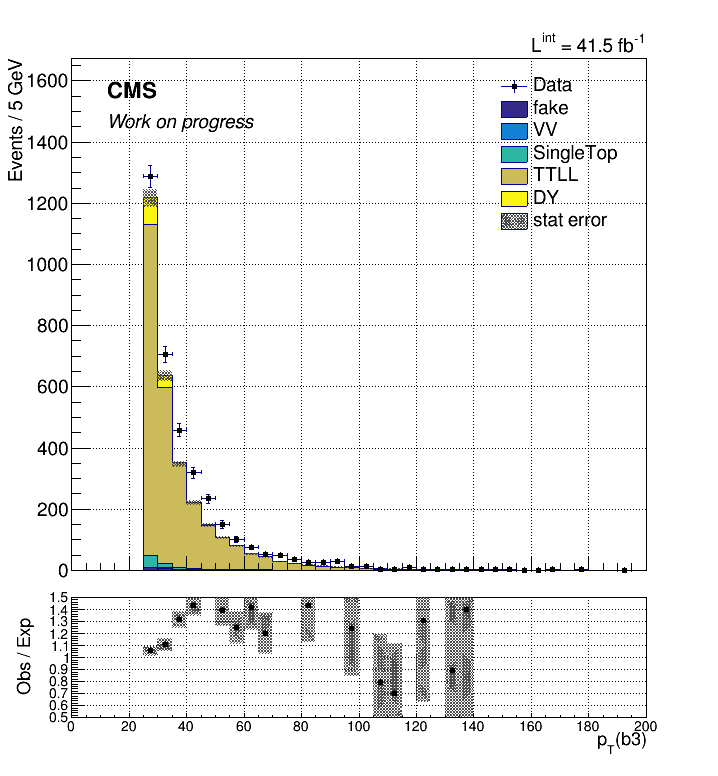 L^int = 41.5 fb^-1
Events / 5 GeV
1600
1400
1200
1000
800
600
400
200
0
CMS
Work on progress
Data
fake
VV
SingleTop
TTLL
DY
stat error
Obs / Exp
1.5
1.4
1.3
1.2
1.1
1
0.9
0.8
0.7
0.6
0.5
0 20 40 60 80 100 120 140 160 180 200
p_T(b3)